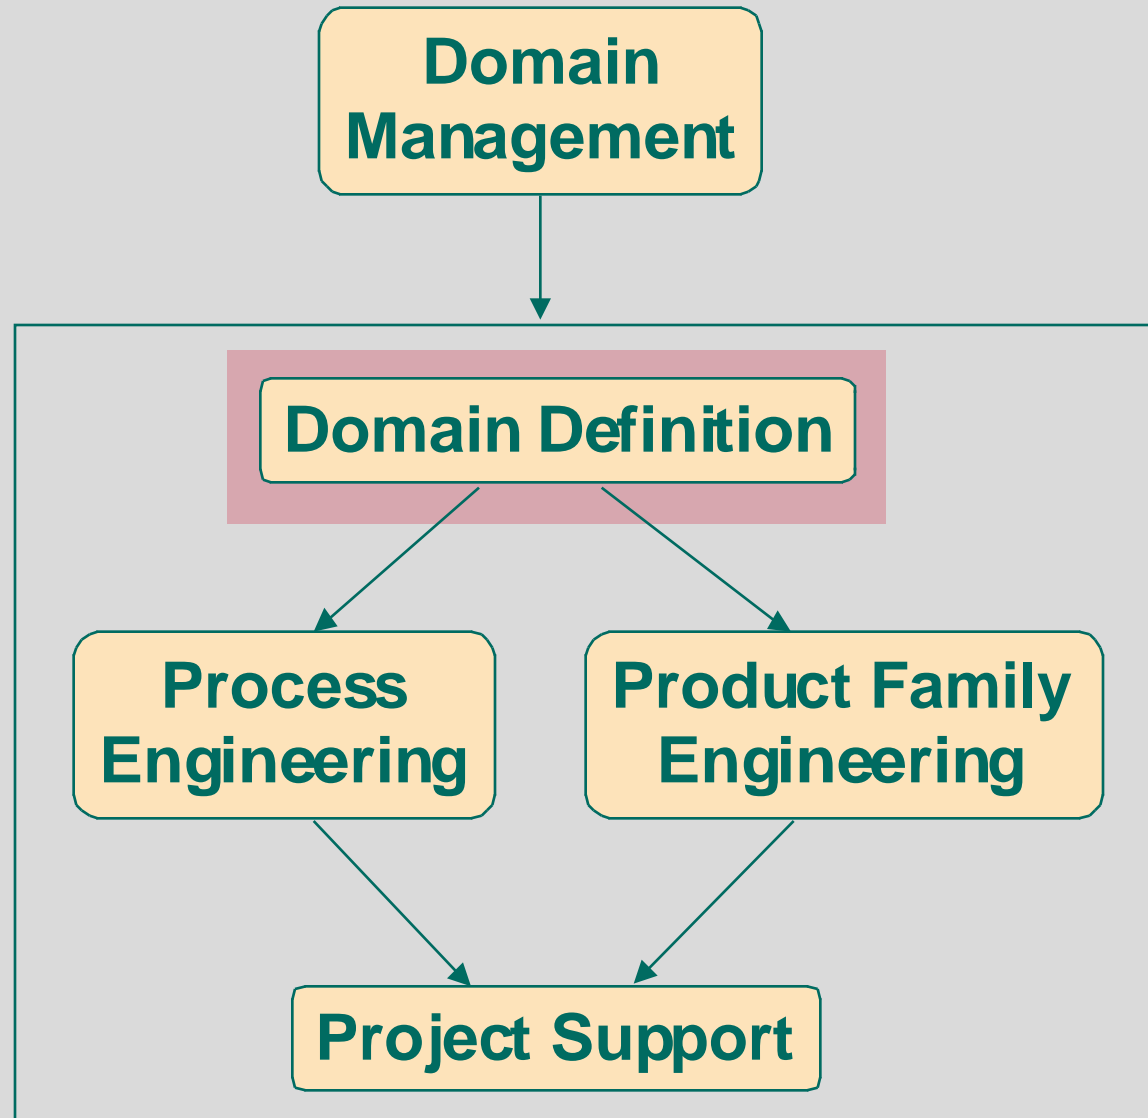 Domain
Management
Domain Definition
Process
Engineering
Product Family
Engineering
Project Support